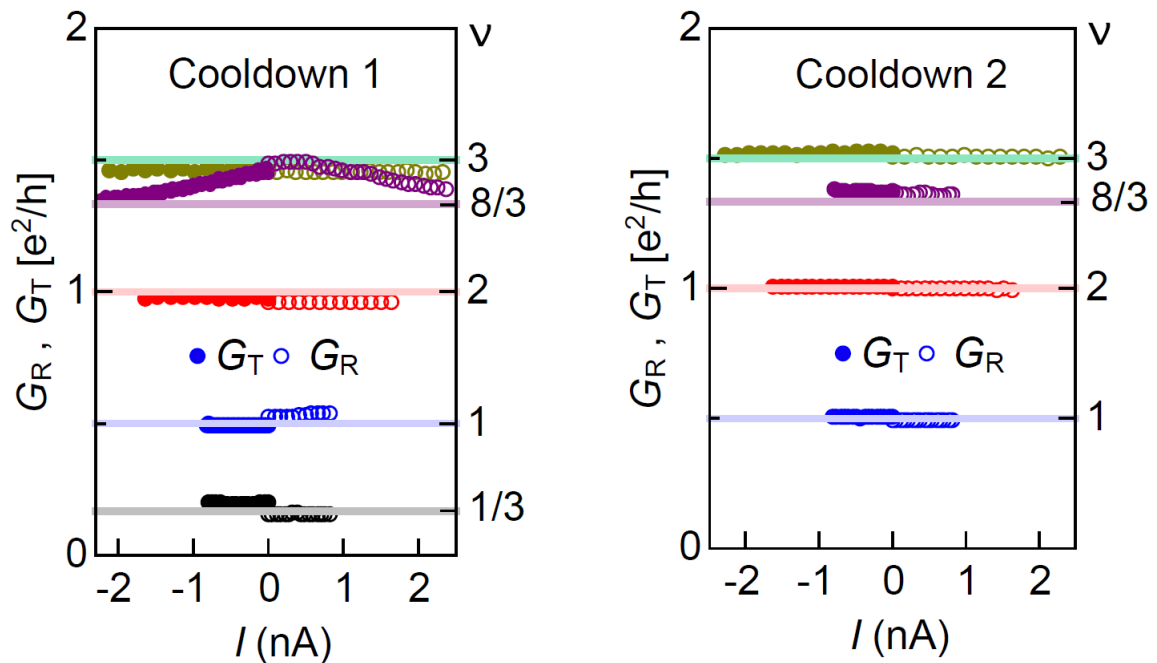 Cooldown 1
G_R , G_T [e²/h]
2
1
0
ν
3
8/3
2
1
1/3
G_T G_R
-2 -1 0 1 2
I (nA)
Cooldown 2
G_R , G_T [e²/h]
2
1
0
ν
3
8/3
2
1
G_T G_R
-2 -1 0 1 2
I (nA)